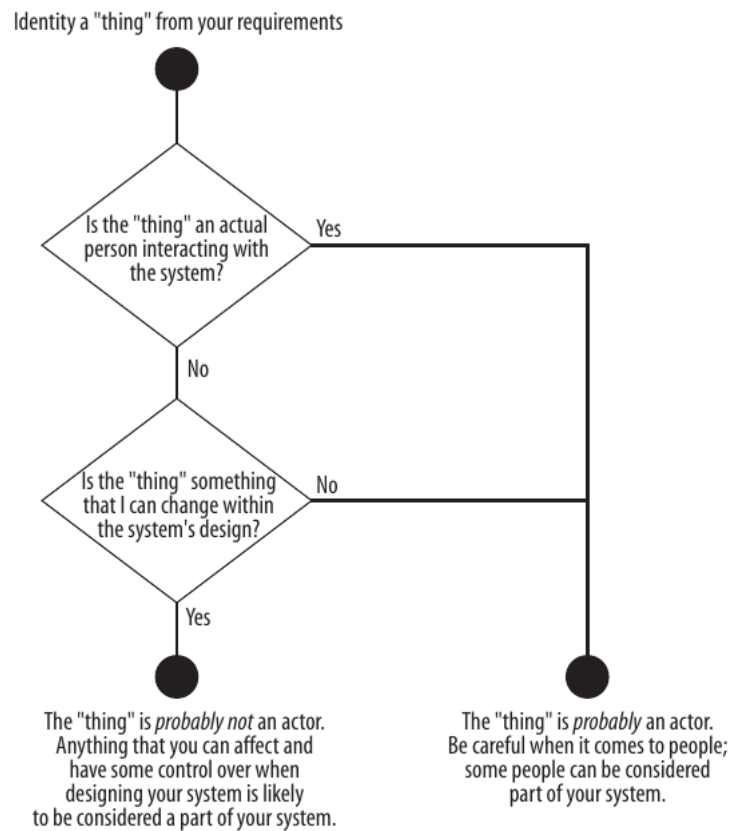 Identity a "thing" from your requirements
Is the "thing" an actual
person interacting with
the system?
Yes
No
Is the "thing" something
that I can change within
the system's design?
No
Yes
The "thing" is probably not an actor.
Anything that you can affect and
have some control over when
designing your system is likely
to be considered a part of your system.
The "thing" is probably an actor.
Be careful when it comes to people;
some people can be considered
part of your system.